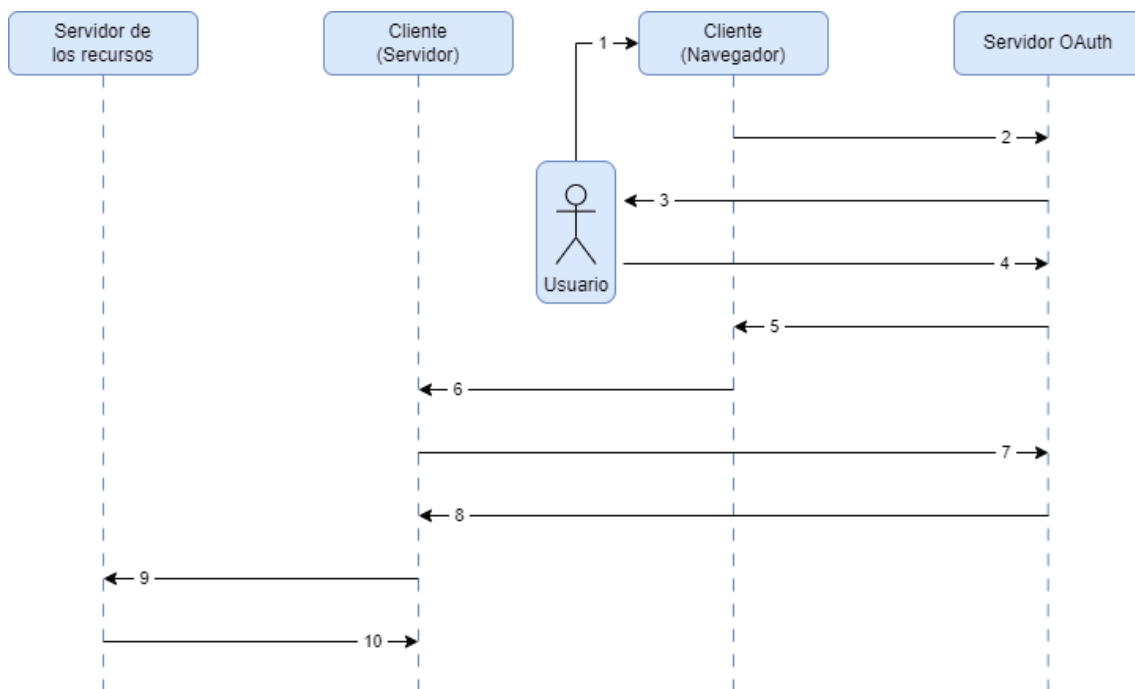 Servidor de
los recursos
Cliente
(Servidor)
Cliente
(Navegador)
Servidor OAuth
1
2
3
4
Usuario
5
6
7
8
9
10